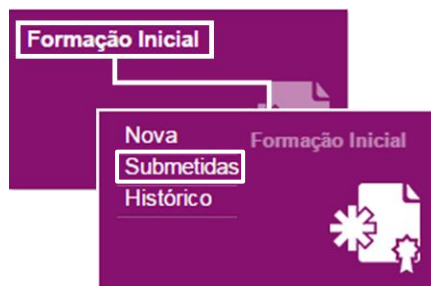 Formação Inicial
Nova
Formação Inicial
Submetidas
Histórico